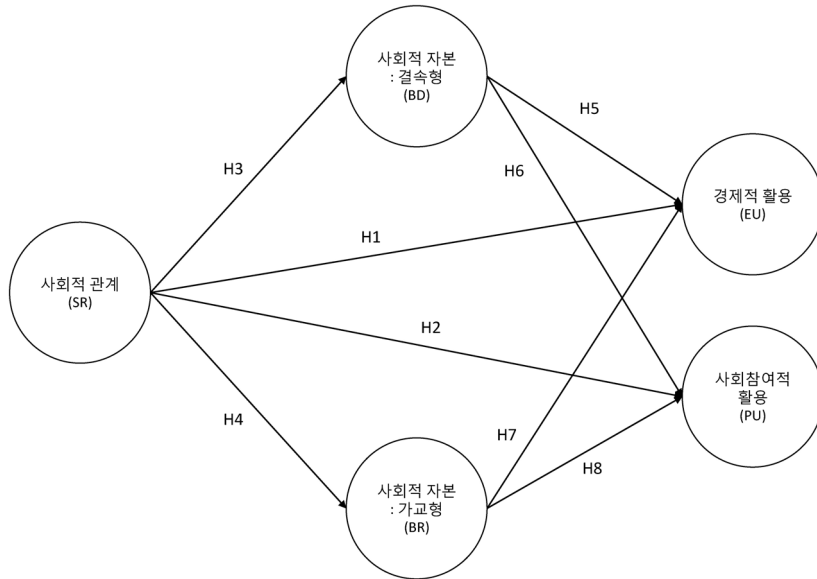 사회적 자본
: 결속형
(BD)
H5
H3
H6
경제적 활용
(EU)
H1
사회적 관계
(SR)
H2
사회참여적
활용
(PU)
H4
H7
H8
사회적 자본
: 가교형
(BR)